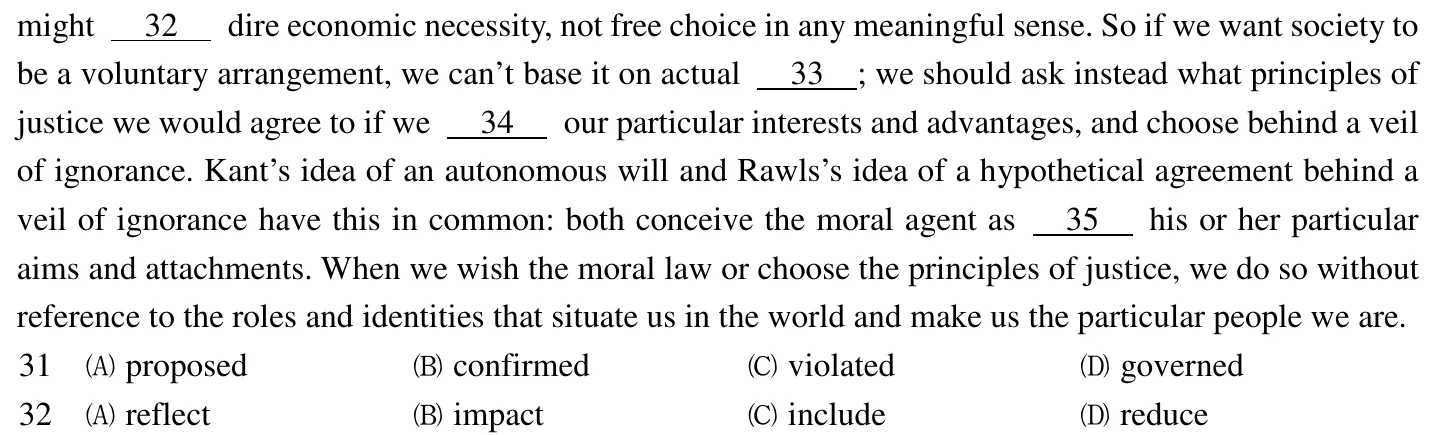 might 32 dire economic necessity, not free choice in any meaningful sense. So if we want society to
be a voluntary arrangement, we can’t base it on actual 33 ; we should ask instead what principles of
justice we would agree to if we 34 our particular interests and advantages, and choose behind a veil
of ignorance. Kant’s idea of an autonomous will and Rawls’s idea of a hypothetical agreement behind a
veil of ignorance have this in common: both conceive the moral agent as 35 his or her particular
aims and attachments. When we wish the moral law or choose the principles of justice, we do so without
reference to the roles and identities that situate us in the world and make us the particular people we are.
31 (A) proposed (B) confirmed (C) violated (D) governed
32 (A) reflect (B) impact (C) include (D) reduce